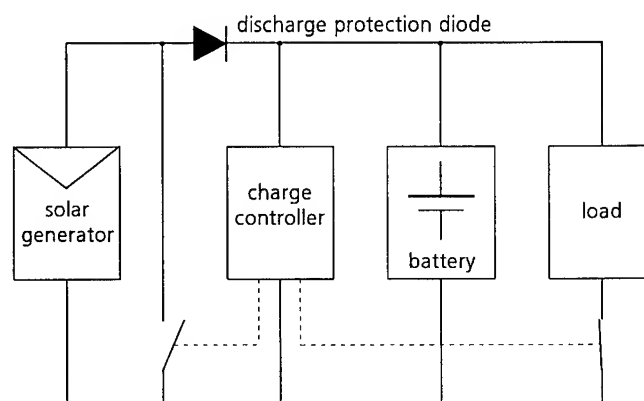 discharge protection diode
solar
generator
charge
controller
battery
load